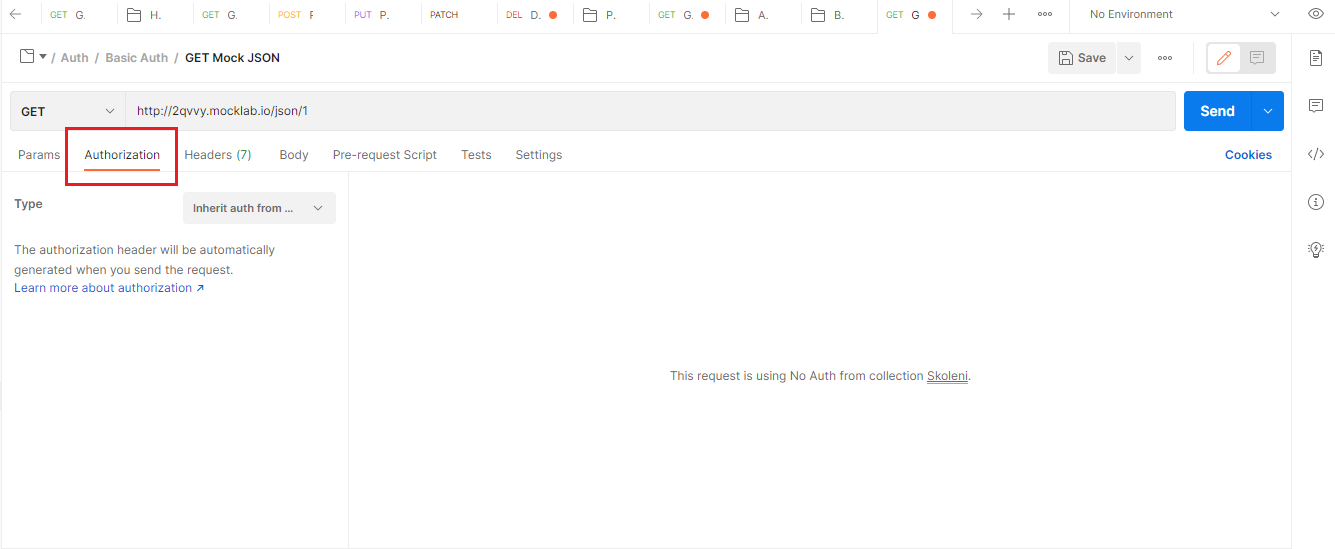 GET G. H. GET G. POST F PUT P. PATCH DEL D. P. GET G. A. B. GET G No Environment
/ Auth / Basic Auth / GET Mock JSON Save
GET http://2qvvy.mocklab.io/json/1 Send
Params Authorization Headers (7) Body Pre-request Script Tests Settings Cookies
Type Inherit auth from ...
The authorization header will be automatically
generated when you send the request.
Learn more about authorization ↗
This request is using No Auth from collection Skoleni.